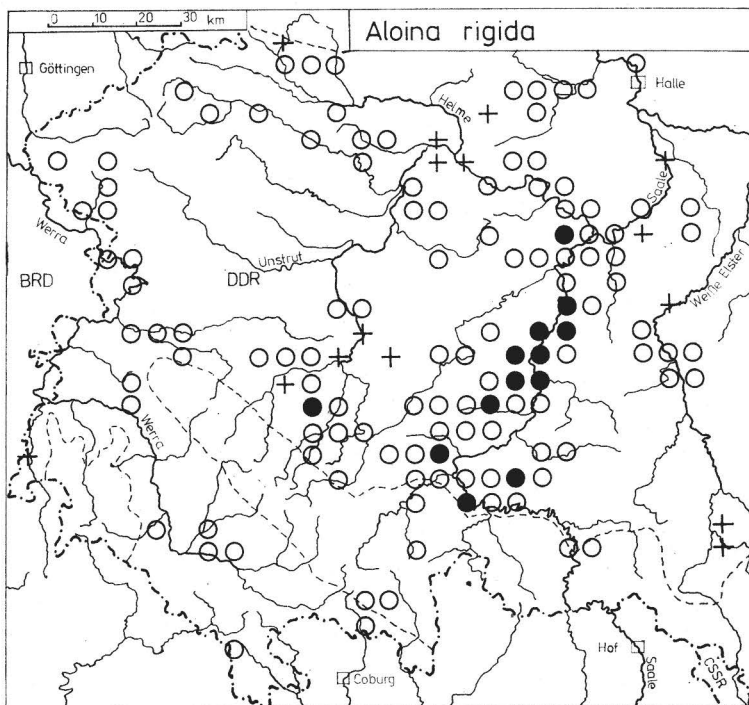 0 10 20 30 km
Aloina rigida
Göttingen
Halle
Helme
Saale
Werra
Unstrut
BRD
DDR
Weiße Elster
Werra
Hof
Saale
ČSSR
Coburg